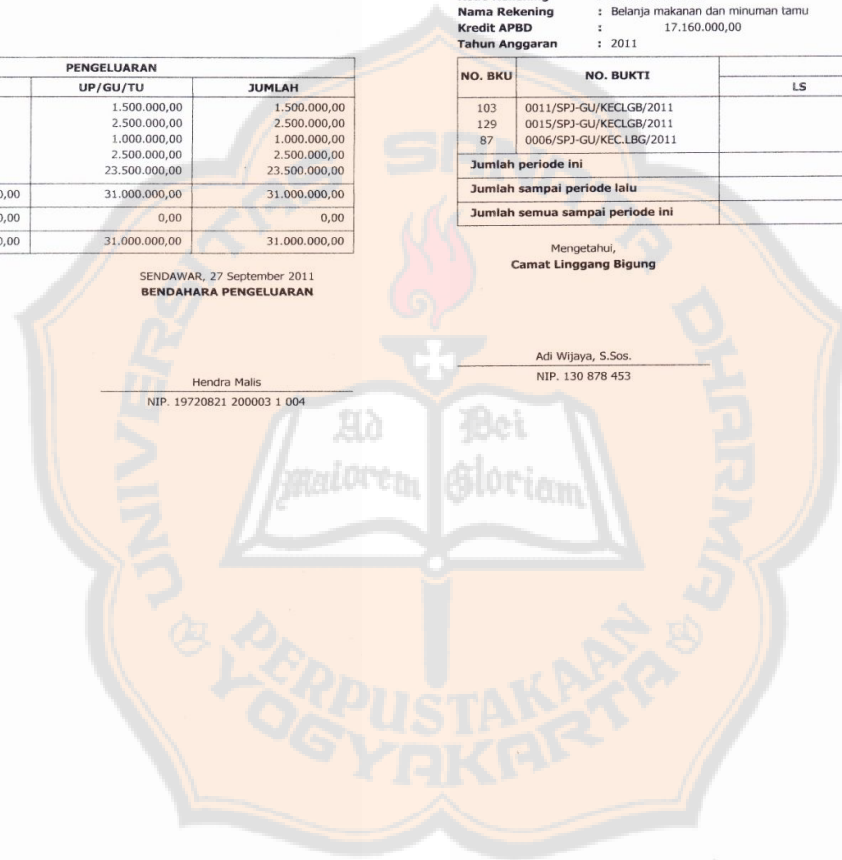 Nama Rekening : Belanja makanan dan minuman tamu
Kredit APBD : 17.160.000,00
Tahun Anggaran : 2011
PENGELUARAN
UP/GU/TU JUMLAH
1.500.000,00 1.500.000,00
2.500.000,00 2.500.000,00
1.000.000,00 1.000.000,00
2.500.000,00 2.500.000,00
23.500.000,00 23.500.000,00
0,00 31.000.000,00 31.000.000,00
0,00 0,00 0,00
0,00 31.000.000,00 31.000.000,00
SENDAWAR, 27 September 2011
BENDAHARA PENGELUARAN
Hendra Malis
NIP. 19720821 200003 1 004
NO. BKU NO. BUKTI LS
103 0011/SPJ-GU/KECLGB/2011
129 0015/SPJ-GU/KECLGB/2011
87 0006/SPJ-GU/KEC.LBG/2011
Jumlah periode ini
Jumlah sampai periode lalu
Jumlah semua sampai periode ini
Mengetahui,
Camat Linggang Bigung
Adi Wijaya, S.Sos.
NIP. 130 878 453
UNIVERSITAS SANATA DHARMA
Ad Dei
Maiorem Gloriam
PERPUSTAKAAN
YOGYAKARTA